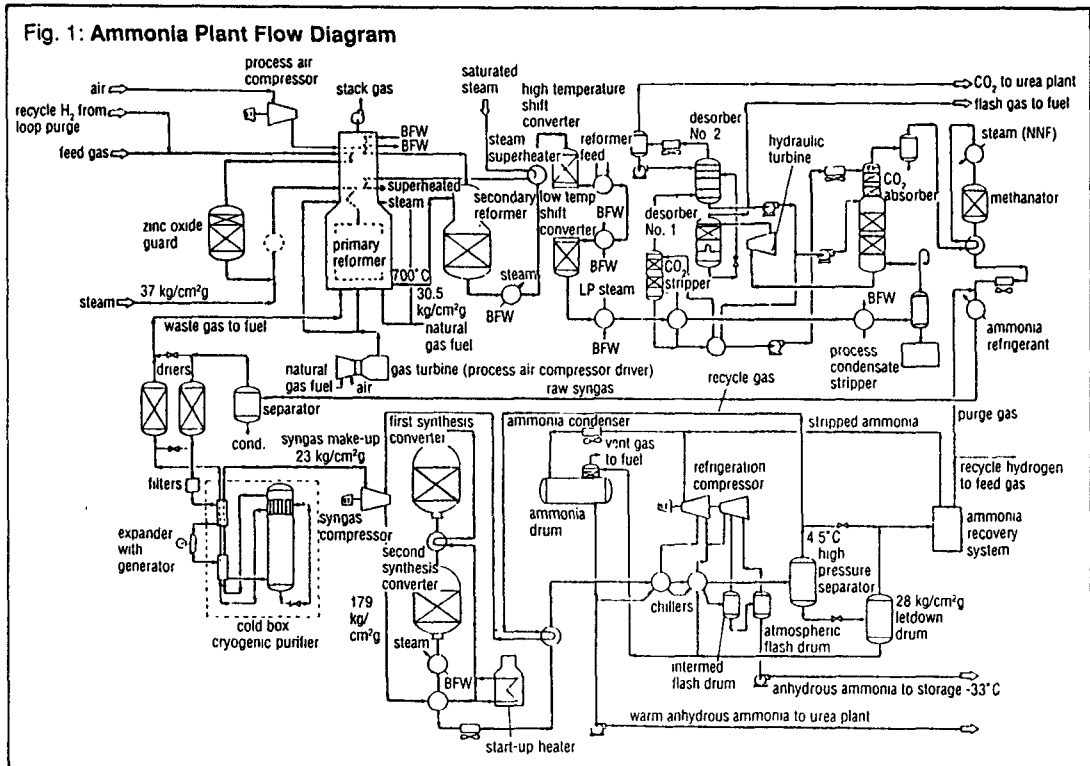 Fig. 1: Ammonia Plant Flow Diagram
process air
compressor
air
recycle H₂ from
loop purge
feed gas
stack gas
BFW
BFW
saturated
steam
high temperature
shift
converter
steam
superheater
reformer
feed
desorber
No. 2
hydraulic
turbine
CO₂ to urea plant
flash gas to fuel
steam (NNF)
CO₂
absorber
methanator
zinc oxide
guard
superheated
steam
secondary
reformer
low temp
shift
converter
BFW
BFW
desorber
No. 1
CO₂
stripper
primary
reformer
700°C
30.5
kg/cm²g
natural
gas fuel
steam
37 kg/cm²g
steam
BFW
LP steam
BFW
BFW
process
condensate
stripper
ammonia
refrigerant
waste gas to fuel
driers
natural
gas fuel
air
gas turbine (process air compressor driver)
raw syngas
recycle gas
separator
cond.
purge gas
syngas make-up
23 kg/cm²g
first synthesis
converter
ammonia condenser
vent gas
to fuel
stripped ammonia
refrigeration
compressor
recycle hydrogen
to feed gas
filters
syngas
compressor
ammonia
drum
ammonia
recovery
system
expander
with
generator
second
synthesis
converter
4 5°C
high
pressure
separator
cold box
cryogenic purifier
179
kg/
cm²g
chillers
28 kg/cm²g
letdown
drum
steam
BFW
intermed
flash drum
atmospheric
flash drum
anhydrous ammonia to storage -33°C
warm anhydrous ammonia to urea plant
start-up heater